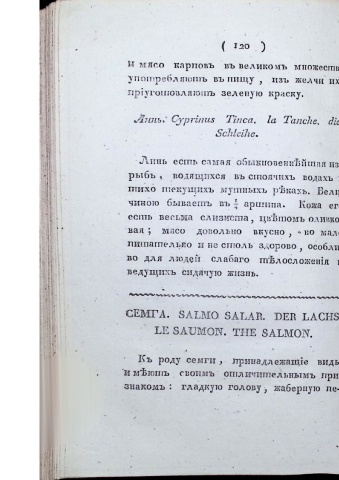 ( 120 )
И мясо карповъ въ великомъ множеств
употребляютъ въ пищу , изъ желчи их
пріуготовляютъ зеленую краску.
Линь. Cyprinus Tinca. la Tanche. die
Schleihe.
Линь есть самая обыкновеннѣйшая из
рыбъ , водящихся въ стоячихъ водахъ
тихо текущихъ мутныхъ рѣкахъ. Вели
чиною бываетъ въ ½ аршина. Кожа ег
есть весьма слизиста , цвѣтомъ оливко
вая ; мясо довольно вкусно , но мал
питательно и не столь здорово , особли
во для людей слабаго тѣлосложенія
ведущихъ сидячую жизнь.
СЕМГА. SALMO SALAR. DER LACHS
LE SAUMON. THE SALMON.
Къ роду семги , принадлежащіе виды
имѣютъ своимъ отличительнымъ при
знакомъ : гладкую голову , жаберную пе-